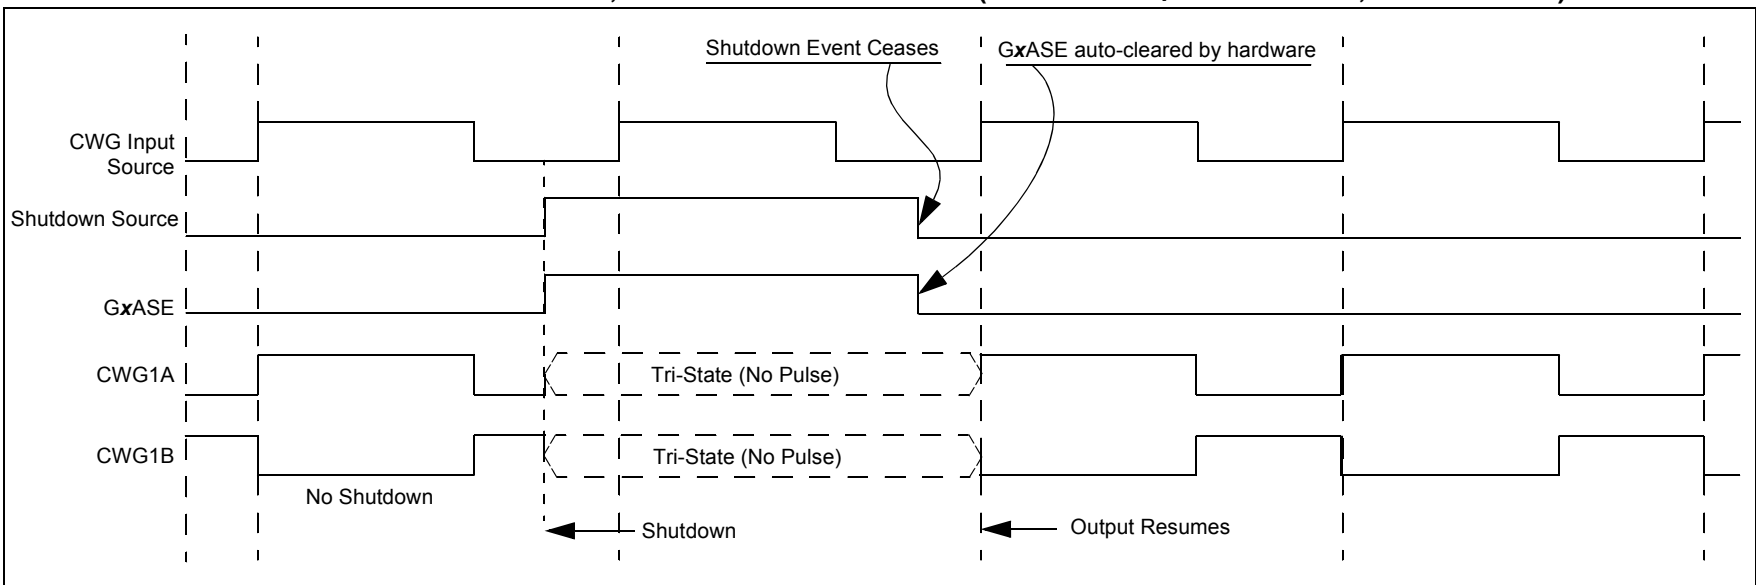 Shutdown Event Ceases
GxASE auto-cleared by hardware
CWG Input
Source
Shutdown Source
GxASE
CWG1A
Tri-State (No Pulse)
CWG1B
Tri-State (No Pulse)
No Shutdown
Shutdown
Output Resumes